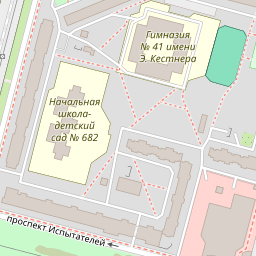 Гимназия
№ 41 имени
Э. Кестнера
Начальная
школа-
детский
сад № 682
проспект Испытателей